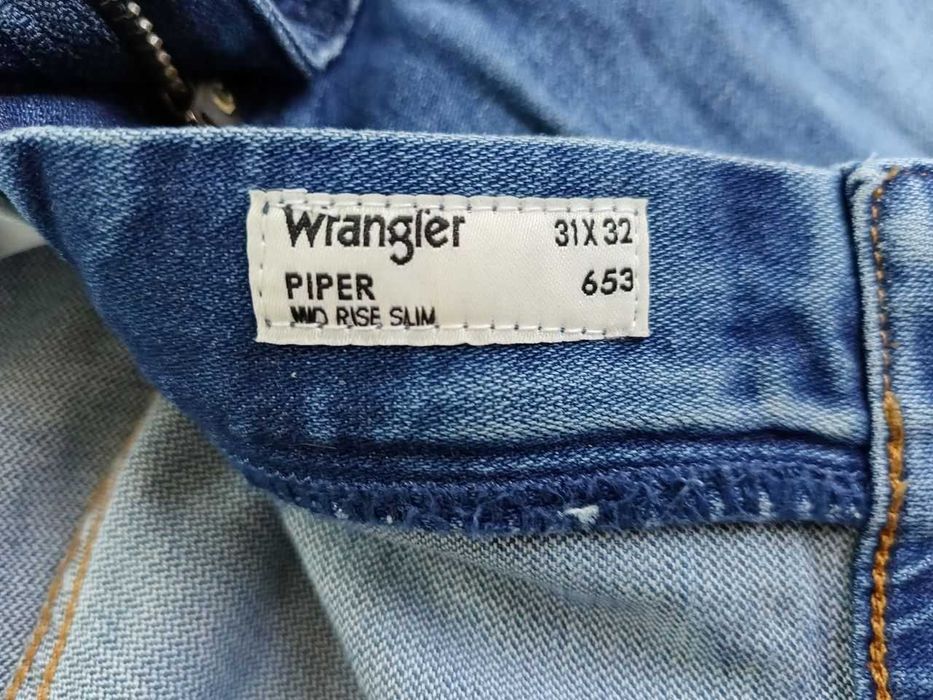 Wrangler 31X32
PIPER 653
MID RISE SLIM